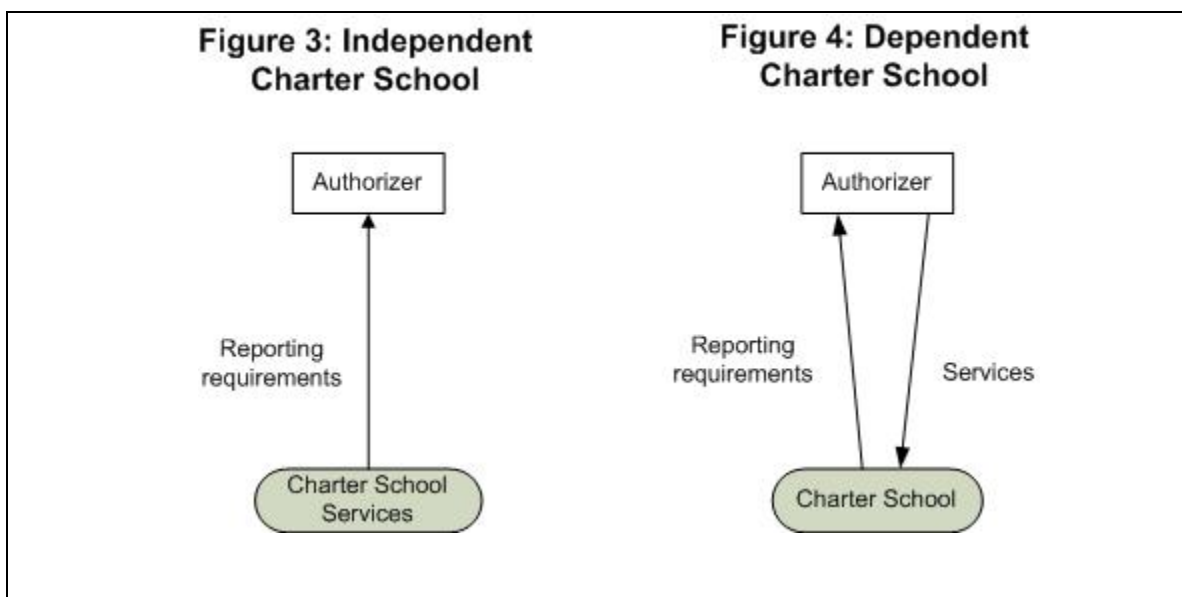 Figure 3: Independent
Charter School
Authorizer
Reporting
requirements
Charter School
Services
Figure 4: Dependent
Charter School
Authorizer
Reporting
requirements
Services
Charter School